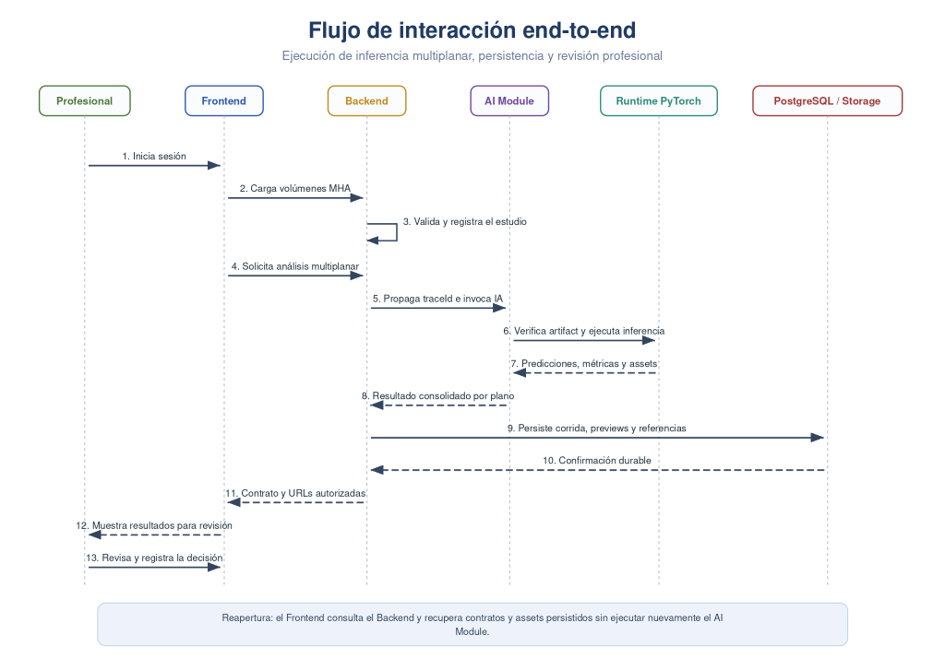 Flujo de interacción end-to-end
Ejecución de inferencia multiplanar, persistencia y revisión profesional
Profesional
Frontend
Backend
AI Module
Runtime PyTorch
PostgreSQL / Storage
1. Inicia sesión
2. Carga volúmenes MHA
3. Valida y registra el estudio
4. Solicita análisis multiplanar
5. Propaga traceId e invoca IA
6. Verifica artifact y ejecuta inferencia
7. Predicciones, métricas y assets
8. Resultado consolidado por plano
9. Persiste corrida, previews y referencias
10. Confirmación durable
11. Contrato y URLs autorizadas
12. Muestra resultados para revisión
13. Revisa y registra la decisión
Reapertura: el Frontend consulta el Backend y recupera contratos y assets persistidos sin ejecutar nuevamente el AI
Module.